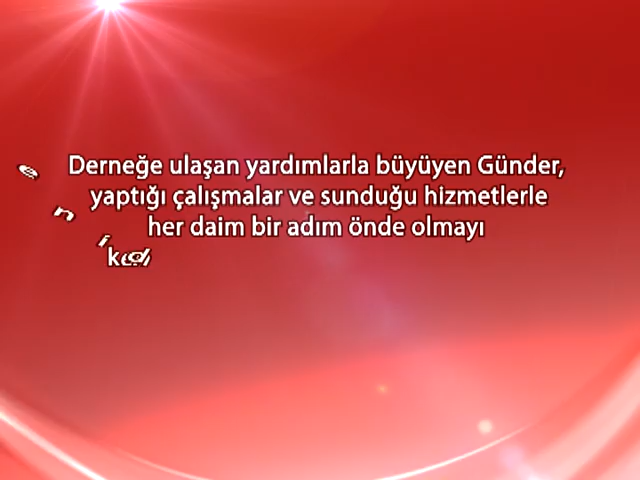 Derneğe ulaşan yardımlarla büyüyen Günder,
yaptığı çalışmalar ve sunduğu hizmetlerle
her daim bir adım önde olmayı